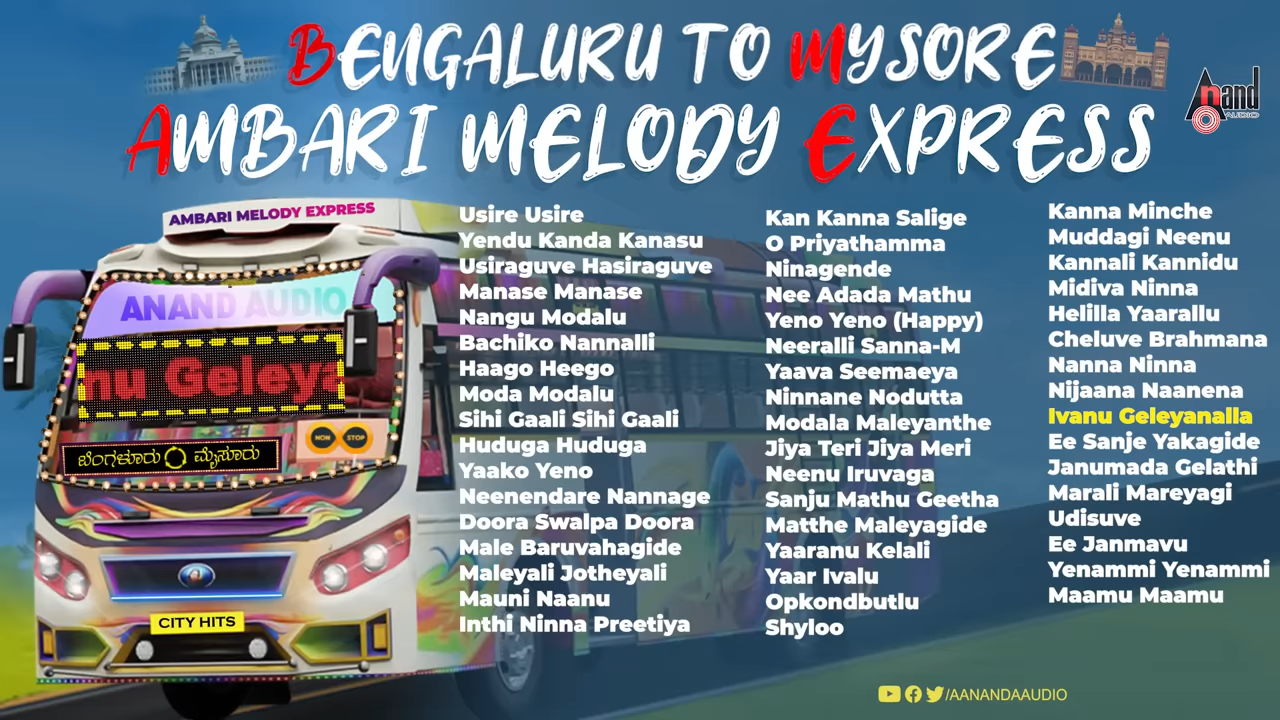 BENGALURU TO MYSORE
AMBARI MELODY EXPRESS
Anand
AUDIO
AMBARI MELODY EXPRESS
ANAND AUDIO
nu Geleya
NON STOP
ಬೆಂಗಳೂರು ಮೈಸೂರು
CITY HITS
Usire Usire
Yendu Kanda Kanasu
Usiraguve Hasiraguve
Manase Manase
Nangu Modalu
Bachiko Nannalli
Haago Heego
Moda Modalu
Sihi Gaali Sihi Gaali
Huduga Huduga
Yaako Yeno
Neenendare Nannage
Doora Swalpa Doora
Male Baruvahagide
Maleyali Jotheyali
Mauni Naanu
Inthi Ninna Preetiya
Kan Kanna Salige
O Priyathamma
Ninagende
Nee Adada Mathu
Yeno Yeno (Happy)
Neeralli Sanna-M
Yaava Seemaeya
Ninnane Nodutta
Modala Maleyanthe
Jiya Teri Jiya Meri
Neenu Iruvaga
Sanju Mathu Geetha
Matthe Maleyagide
Yaaranu Kelali
Yaar Ivalu
Opkondbutlu
Shyloo
Kanna Minche
Muddagi Neenu
Kannali Kannidu
Midiva Ninna
Helilla Yaarallu
Cheluve Brahmana
Nanna Ninna
Nijaana Naanena
Ivanu Geleyanalla
Ee Sanje Yakagide
Janumada Gelathi
Marali Mareyagi
Udisuve
Ee Janmavu
Yenammi Yenammi
Maamu Maamu
/AANANDAAUDIO